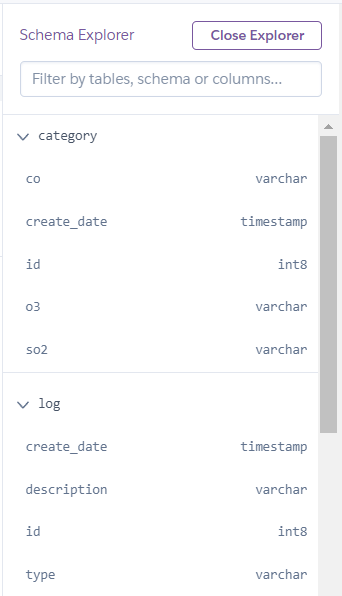 Schema Explorer Close Explorer
Filter by tables, schema or columns...
category
co varchar
create_date timestamp
id int8
o3 varchar
so2 varchar
log
create_date timestamp
description varchar
id int8
type varchar